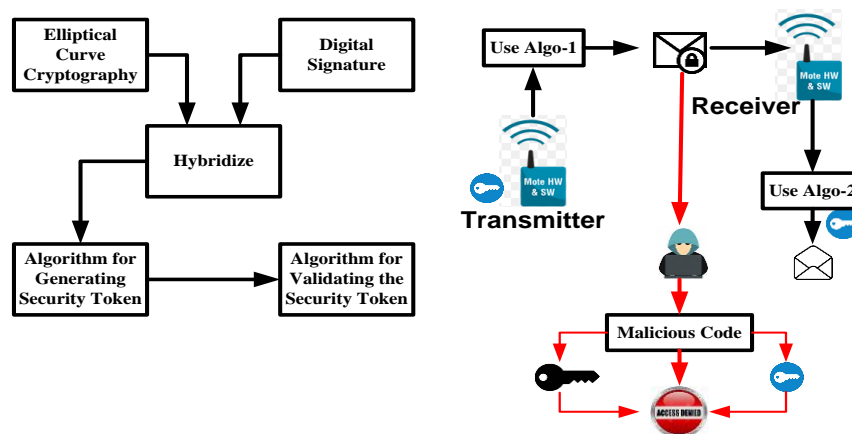 Elliptical
Curve
Cryptography
Digital
Signature
Hybridize
Algorithm for
Generating
Security Token
Algorithm for
Validating the
Security Token
Use Algo-1
Mote HW
& SW
Receiver
Mote HW
& SW
Transmitter
Use Algo-2
Malicious Code
ACCESS DENIED